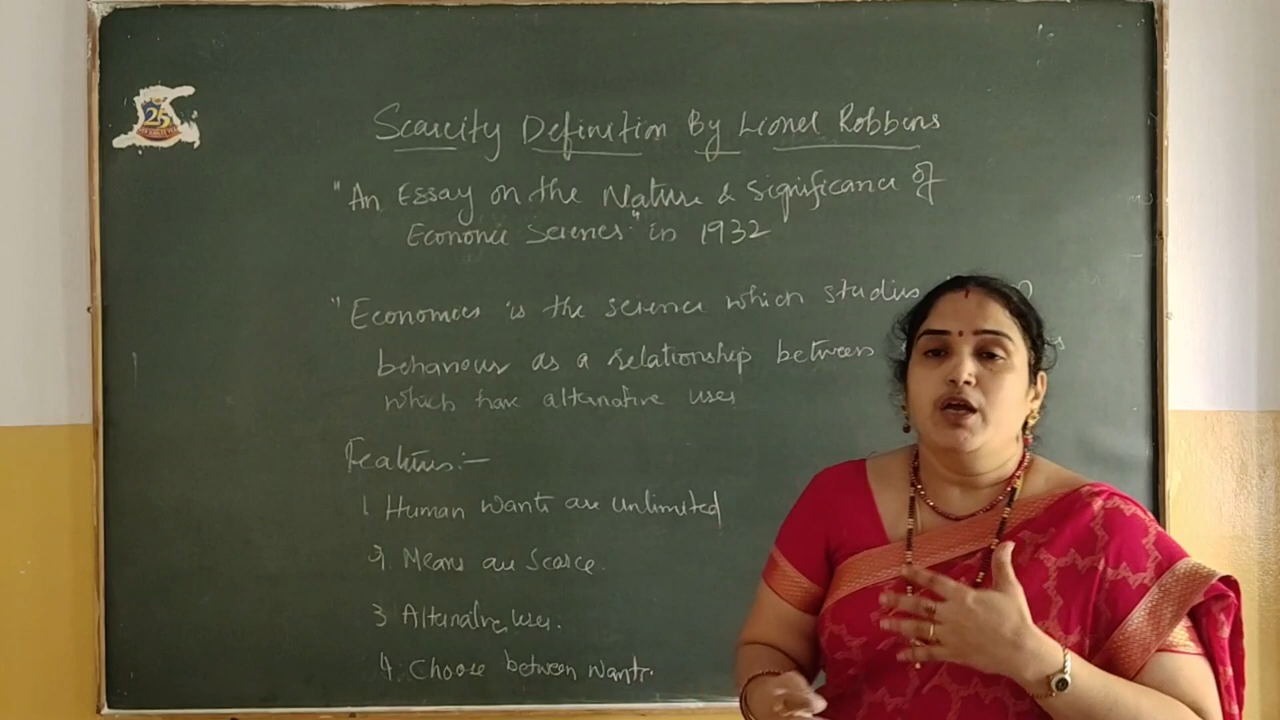 25
Scarcity Definition By Lionel Robbins
"An Essay on the Nature & Significance of
Economic Science" in 1932
"Economics is the science which studies
behaviour as a relationship between
which have alternative uses
Features:-
1 Human wants are unlimited
2. Means are Scarce.
3 Alternative uses.
4. Choose between wants.